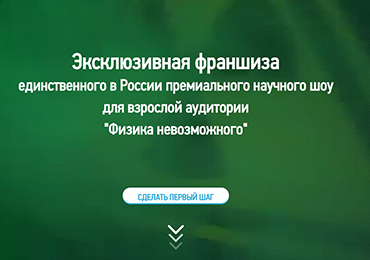 Эксклюзивная франшиза
единственного в России премиального научного шоу
для взрослой аудитории
"Физика невозможного"
СДЕЛАТЬ ПЕРВЫЙ ШАГ